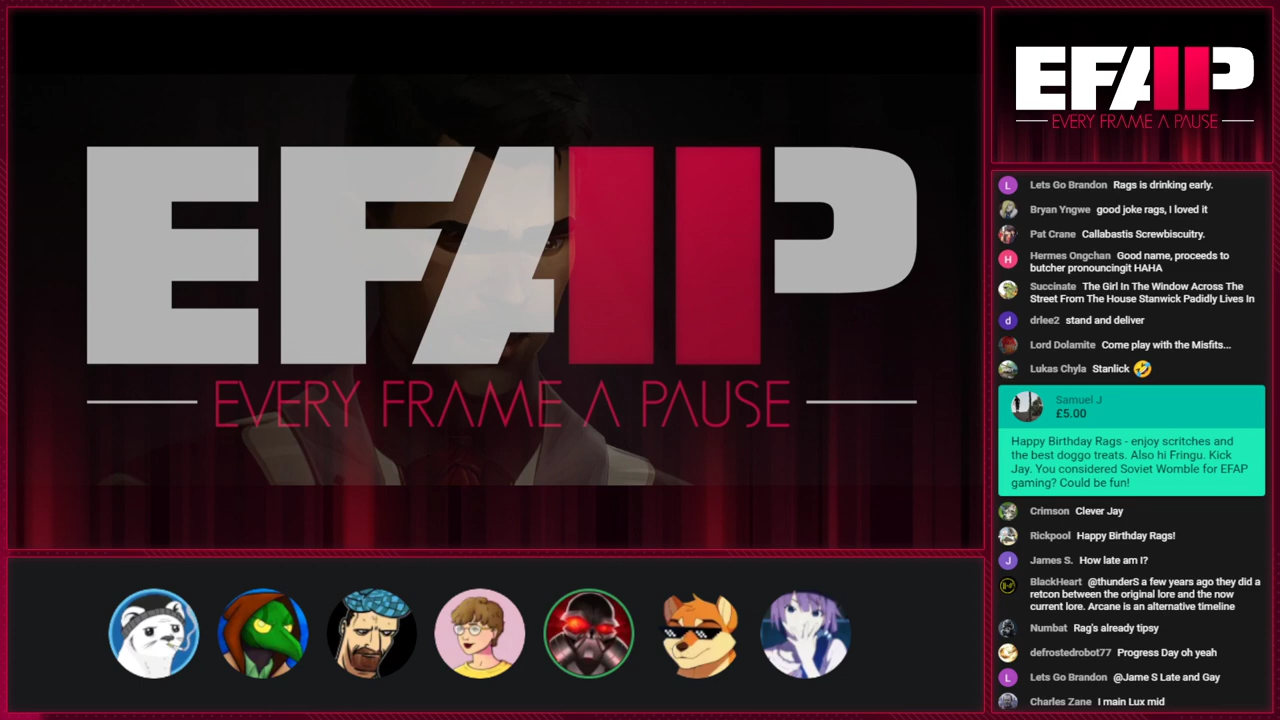 EFAP
EVERY FRAME A PAUSE
EFAP
EVERY FRAME A PAUSE
L Lets Go Brandon Rags is drinking early.
Bryan Yngwe good joke rags, I loved it
Pat Crane Callabastis Screwbiscuitry.
H Hermes Ongchan Good name, proceeds to
butcher pronouncingit HAHA
Succinate The Girl In The Window Across The
Street From The House Stanwick Padidly Lives In
d drlee2 stand and deliver
Lord Dolamite Come play with the Misfits...
Lukas Chyla Stanlick 🤣
Samuel J
£5.00
Happy Birthday Rags - enjoy scritches and
the best doggo treats. Also hi Fringu. Kick
Jay. You considered Soviet Womble for EFAP
gaming? Could be fun!
Crimson Clever Jay
Rickpool Happy Birthday Rags!
J James S. How late am I?
BlackHeart @thunderS a few years ago they did a
retcon between the original lore and the now
current lore. Arcane is an alternative timeline
Numbat Rag's already tipsy
defrostedrobot77 Progress Day oh yeah
L Lets Go Brandon @Jame S Late and Gay
Charles Zane I main Lux mid